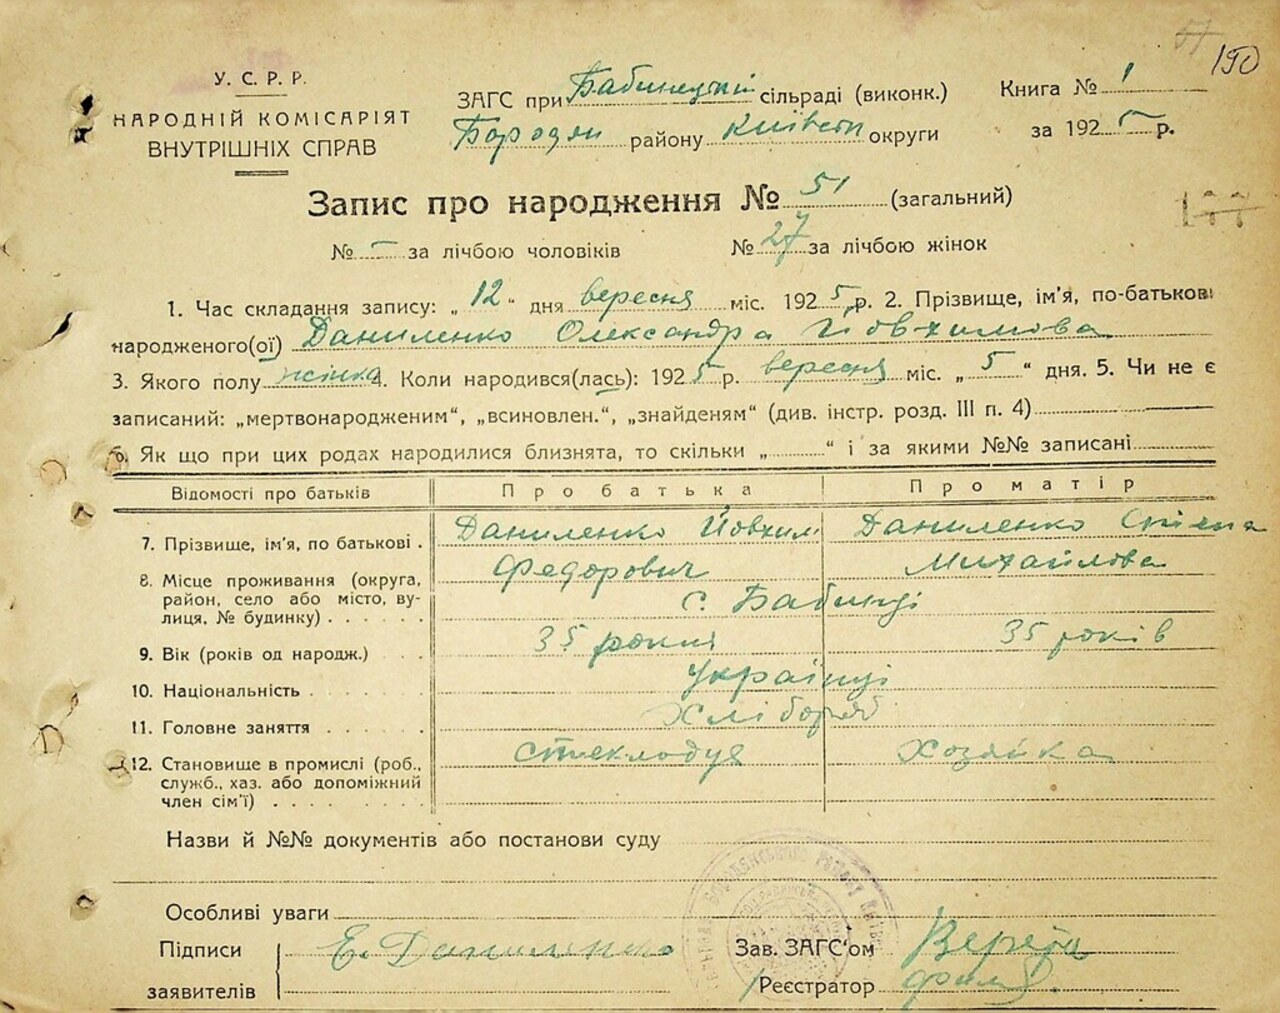 150
У. С. Р. Р.
НАРОДНІЙ КОМІСАРІЯТ
ВНУТРІШНІХ СПРАВ
ЗАГС при Бабинецькій сільраді (виконк.)
Книга № 1
Бородян району Київськ округи
за 1925 р.
Запис про народження № 51 (загальний)
№ — за лічбою чоловіків № 27 за лічбою жінок
1. Час складання запису: „12“ дня вересня міс. 1925 р. 2. Прізвище, ім’я, по-батькові
народженого(ої) Даниленко Олександра Йовхимова
3. Якого полу жінка 4. Коли народився(лась): 1925 р. вересня міс. „5“ дня. 5. Чи не є
записаний: „мертвонародженим“, „всиновлен.“, „знайденям“ (див. інстр. розд. III п. 4)
6. Як що при цих родах народилися близнята, то скільки „ “ і за якими №№ записані
Відомості про батьків Про батька Про матір
7. Прізвище, ім’я, по батькові . Даниленко Йовхим Даниленко
Федорович Михайлова
8. Місце проживання (округа,
район, село або місто, ву-
лиця, № будинку) . . . . . . с. Бабинці
9. Вік (років од народж.) 35 35 років
10. Національність Українці
11. Головне заняття Хлібороб
12. Становище в промислі (роб.,
служб., хаз. або допоміжний
член сім’ї) . . . . . . . . стеклодув Хозяйка
Назви й №№ документів або постанови суду
Особливі уваги
Підписи
заявителів
Е. Даниленко
Зав. ЗАГС‘ом
Реєстратор